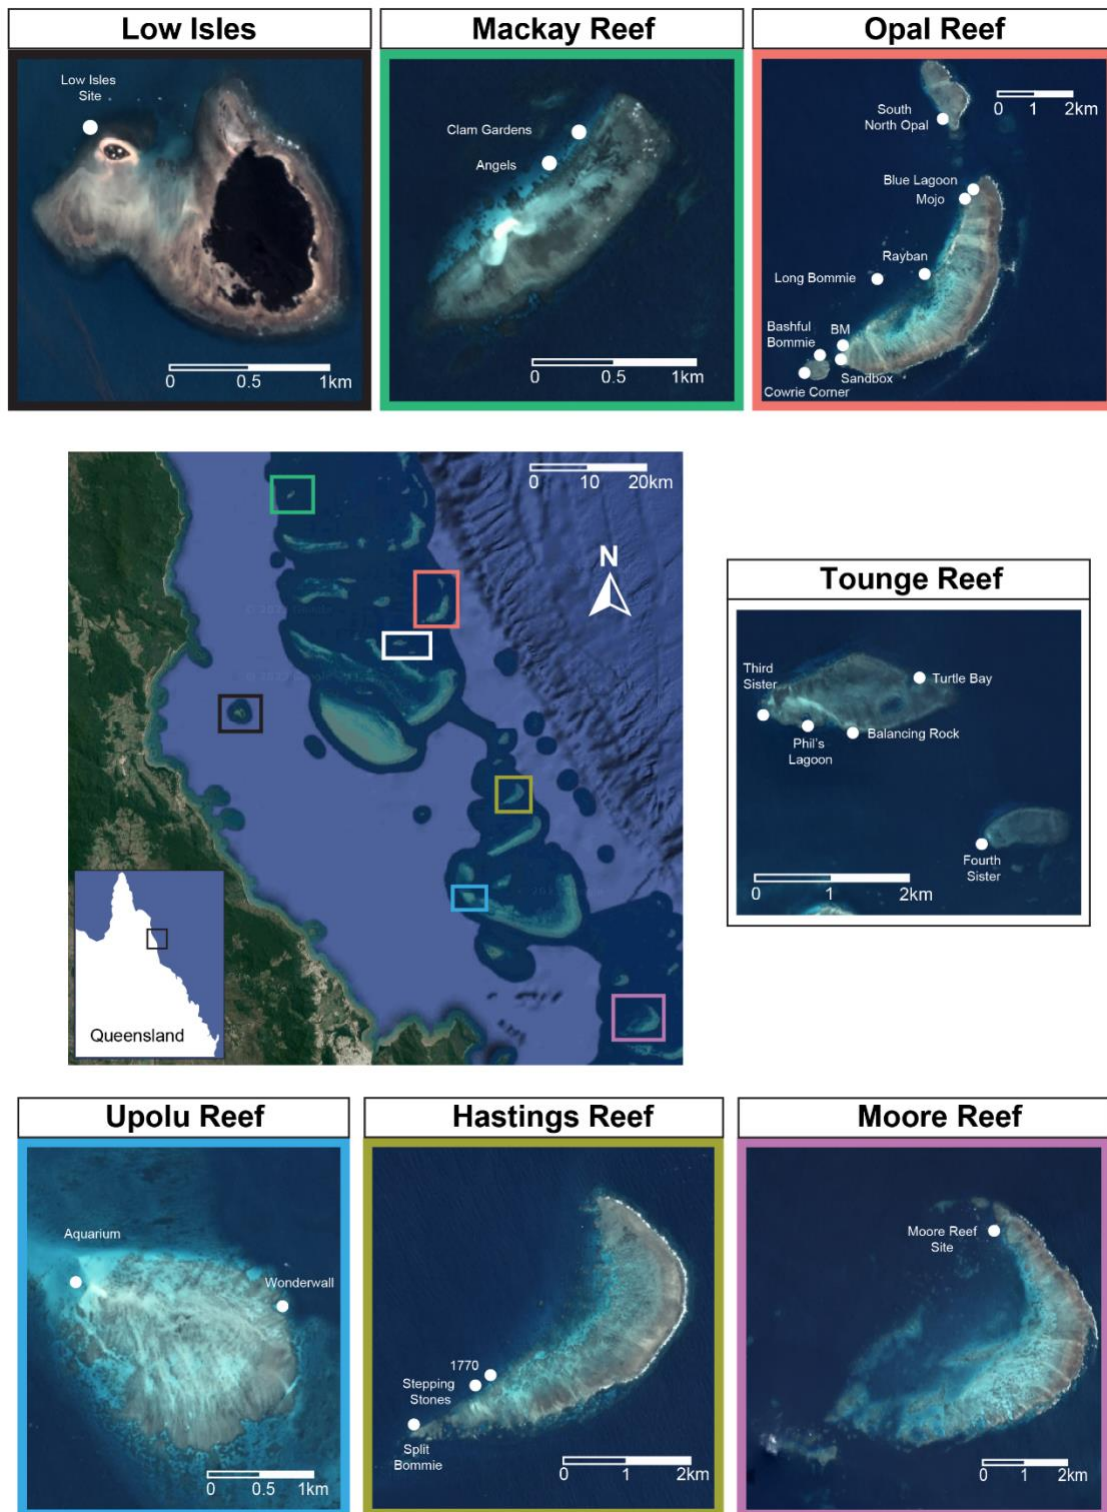 Low Isles
Mackay Reef
Opal Reef
Low Isles
Site
0 0.5 1km
Clam Gardens
Angels
0 0.5 1km
0 1 2km
South
North Opal
Blue Lagoon
Mojo
Rayban
Long Bommie
Bashful
Bommie
BM
Sandbox
Cowrie Corner
0 10 20km
N
Queensland
Tounge Reef
Third
Sister
Turtle Bay
Phil's
Lagoon
Balancing Rock
Fourth
Sister
0 1 2km
Upolu Reef
Hastings Reef
Moore Reef
Aquarium
Wonderwall
0 0.5 1km
1770
Stepping
Stones
Split
Bommie
0 1 2km
Moore Reef
Site
0 1 2km